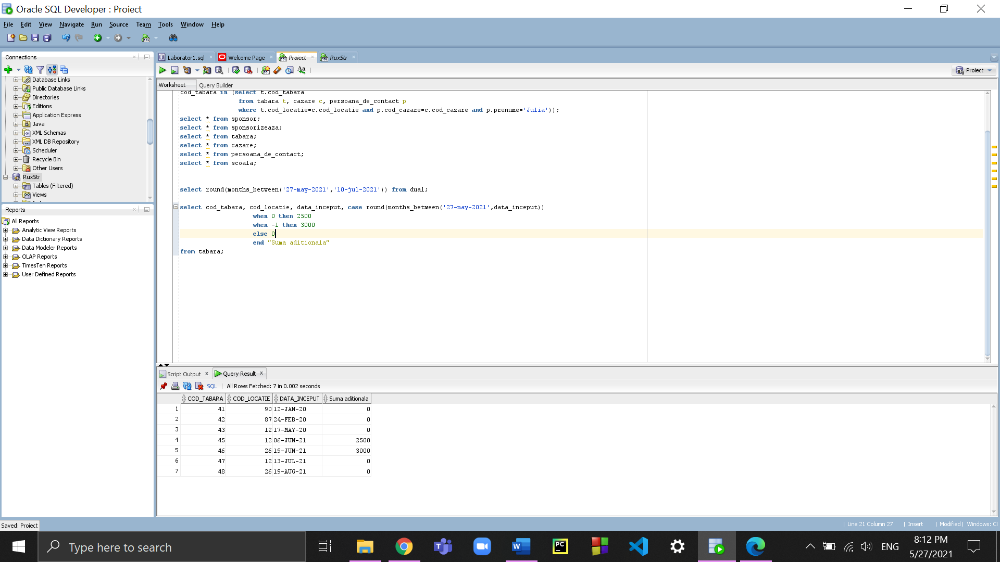 Oracle SQL Developer : Proiect
File Edit View Navigate Run Source Team Tools Window Help
Connections
Database Links
Public Database Links
Directories
Editions
Application Express
Java
XML Schemas
XML DB Repository
Scheduler
Recycle Bin
Other Users
RuxStr
Tables (Filtered)
Views
Reports
All Reports
Analytic View Reports
Data Dictionary Reports
Data Modeler Reports
OLAP Reports
TimesTen Reports
User Defined Reports
Laborator1.sql Welcome Page Proiect RuxStr
Proiect
Worksheet Query Builder
cod_tabara in (select t.cod_tabara
from tabara t, cazare c, persoana_de_contact p
where t.cod_locatie=c.cod_locatie and p.cod_cazare=c.cod_cazare and p.prenume='Julia'));
select * from sponsor;
select * from sponsorizeaza;
select * from tabara;
select * from cazare;
select * from persoana_de_contact;
select * from scoala;
select round(months_between('27-may-2021','10-jul-2021')) from dual;
select cod_tabara, cod_locatie, data_inceput, case round(months_between('27-may-2021',data_inceput))
when 0 then 2500
when -1 then 3000
else 0
end "Suma aditionala"
from tabara;
Script Output x Query Result x
SQL | All Rows Fetched: 7 in 0.002 seconds
COD_TABARA COD_LOCATIE DATA_INCEPUT Suma aditionala
1 41 90 12-JAN-20 0
2 42 87 24-FEB-20 0
3 43 12 17-MAY-20 0
4 45 12 06-JUN-21 2500
5 46 26 19-JUN-21 3000
6 47 12 13-JUL-21 0
7 48 26 19-AUG-21 0
Saved: Proiect
| Line 21 Column 27 | Insert | Modified | Windows: Cl
Type here to search
ENG
8:12 PM
5/27/2021